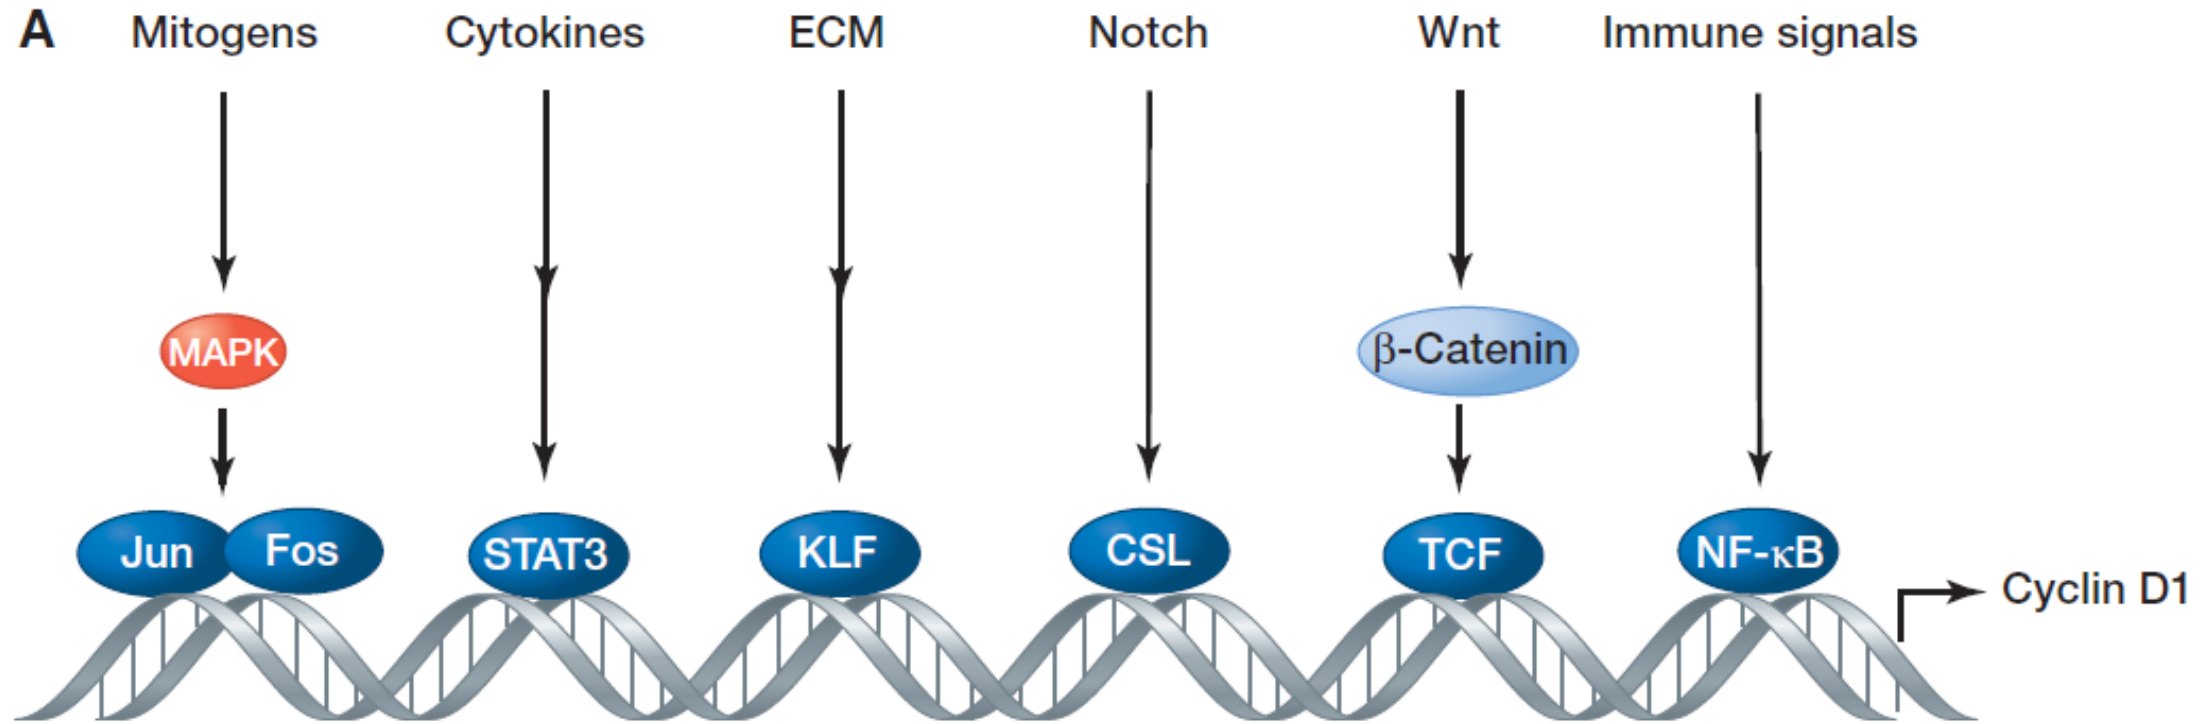 A Mitogens Cytokines ECM Notch Wnt Immune signals
MAPK β-Catenin
Jun Fos STAT3 KLF CSL TCF NF-κB
Cyclin D1